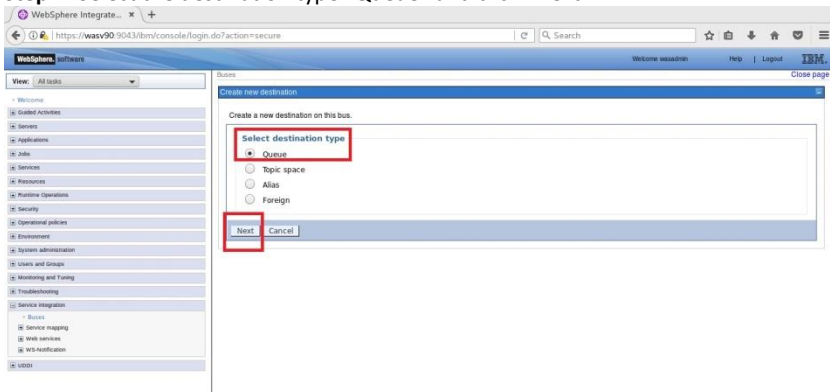 WebSphere Integrate... × +
https://wasv90:9043/ibm/console/login.do?action=secure
Search
WebSphere. software
Welcome wasadmin
Help | Logout
IBM.
View: All tasks
Buses
Close page
Welcome
Guided Activities
Servers
Applications
Jobs
Services
Resources
Runtime Operations
Security
Operational policies
Environment
System administration
Users and Groups
Monitoring and Tuning
Troubleshooting
Service integration
Buses
Service mapping
Web services
WS-Notification
UDDI
Create new destination
Create a new destination on this bus.
Select destination type
Queue
Topic space
Alias
Foreign
Next Cancel